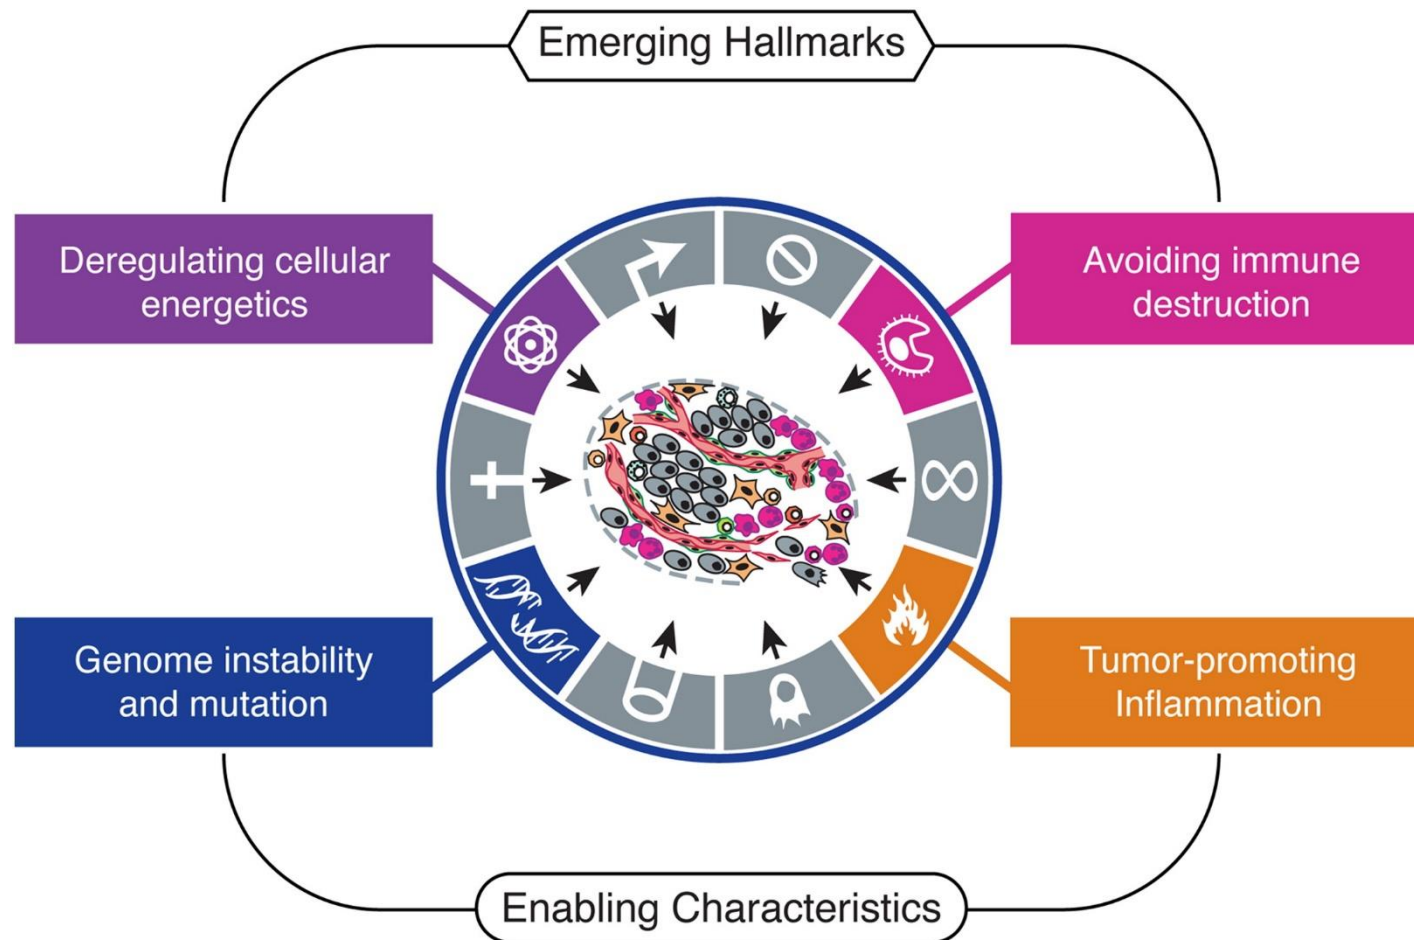 Emerging Hallmarks
Deregulating cellular
energetics
Avoiding immune
destruction
Genome instability
and mutation
Tumor-promoting
Inflammation
Enabling Characteristics